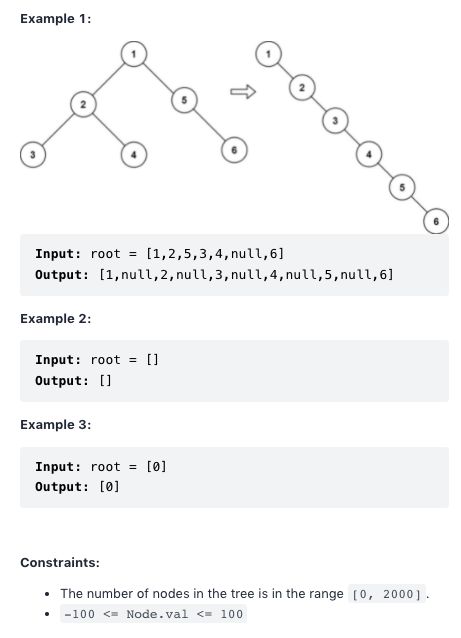 Example 1:
1
1
2
5
2
3
3
4
6
4
5
6
Input: root = [1,2,5,3,4,null,6]
Output: [1,null,2,null,3,null,4,null,5,null,6]
Example 2:
Input: root = []
Output: []
Example 3:
Input: root = [0]
Output: [0]
Constraints:
• The number of nodes in the tree is in the range [0, 2000].
• -100 <= Node.val <= 100